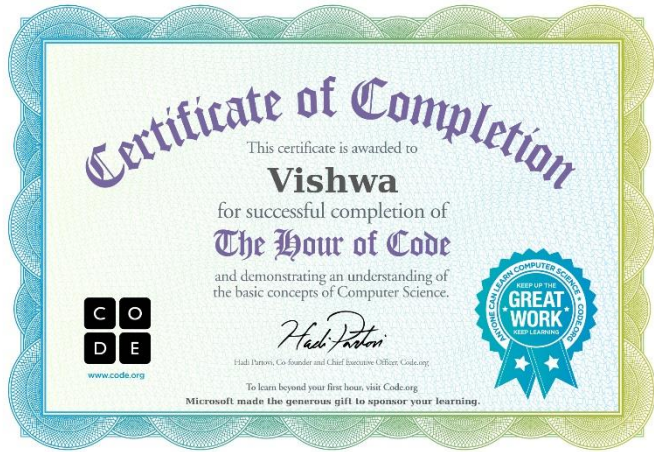 Certificate of Completion
This certificate is awarded to
Vishwa
for successful completion of
The Hour of Code
and demonstrating an understanding of
the basic concepts of Computer Science.
C O
D E
www.code.org
Hadi Partovi
Hadi Partovi, Co-founder and Chief Executive Officer, Code.org
ANYONE CAN LEARN COMPUTER SCIENCE • CODE.ORG
KEEP UP THE
GREAT
WORK
KEEP LEARNING
To learn beyond your first hour, visit Code.org
Microsoft made the generous gift to sponsor your learning.